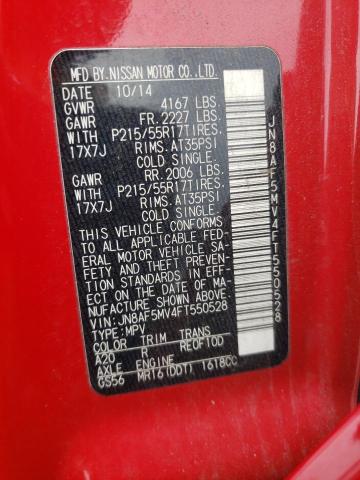 MFD.BY.NISSAN MOTOR CO.,LTD.
DATE 10/14
GVWR 4167 LBS.
GAWR FR. 2227 LBS.
WITH P215/55R17TIRES.
17X7J RIMS.AT35PSI
COLD SINGLE.
GAWR RR. 2006 LBS.
WITH P215/55R17TIRES.
17X7J RIMS.AT35PSI
COLD SINGLE.
THIS VEHICLE CONFORMS
TO ALL APPLICABLE FED-
ERAL MOTOR VEHICLE SA-
FETY AND THEFT PREVE-
NTION STANDARDS IN EFF-
ECT ON THE DATE OF MAN-
UFACTURE SHOWN ABOVE.
VIN:JN8AF5MV4FT550528
TYPE:MPV
COLOR TRIM TRANS
A20 R RE0F10D
AXLE ENGINE
GS56 MR16(DDT) 1618CC
JN8AF5MV4FT550528